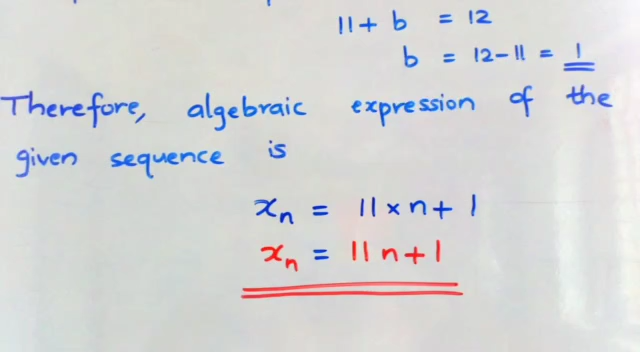 11 + b = 12
b = 12 - 11 = 1
Therefore, algebraic expression of the
given sequence is
xₙ = 11 × n + 1
xₙ = 11 n + 1